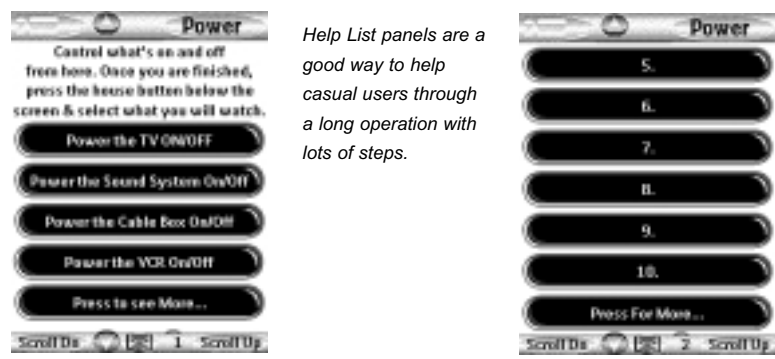 Power
Control what's on and off
from here. Once you are finished,
press the house button below the
screen & select what you will watch.
Power the TV ON/OFF
Power the Sound System On/Off
Power the Cable Box On/Off
Power the VCR On/Off
Press to see More...
Scroll Dn 1 Scroll Up
Help List panels are a
good way to help
casual users through
a long operation with
lots of steps.
Power
5.
6.
7.
8.
9.
10.
Press For More...
Scroll Dn 2 Scroll Up